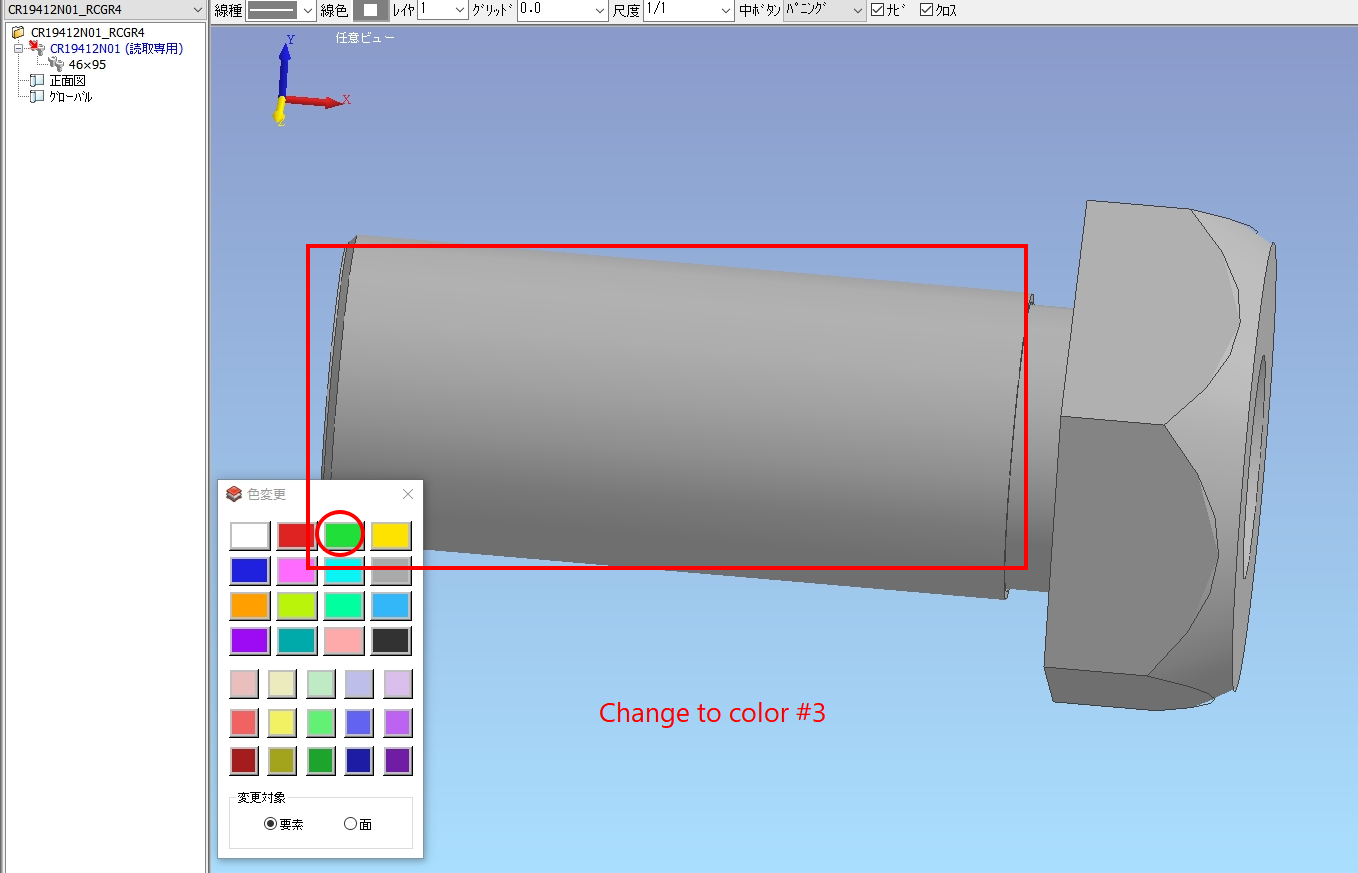 CR19412N01_RCGR4
線種
線色
ﾚｲﾔ 1
ｸﾞﾘｯﾄﾞ 0.0
尺度 1/1
中ﾎﾞﾀﾝ ﾊﾟﾆﾝｸﾞ
ﾅﾋﾞ
ｸﾛｽ
CR19412N01_RCGR4
CR19412N01 (読取専用)
46×95
正面図
ｸﾞﾛｰﾊﾞﾙ
任意ビュー
Y
X
Z
色変更
Change to color #3
変更対象
要素
面